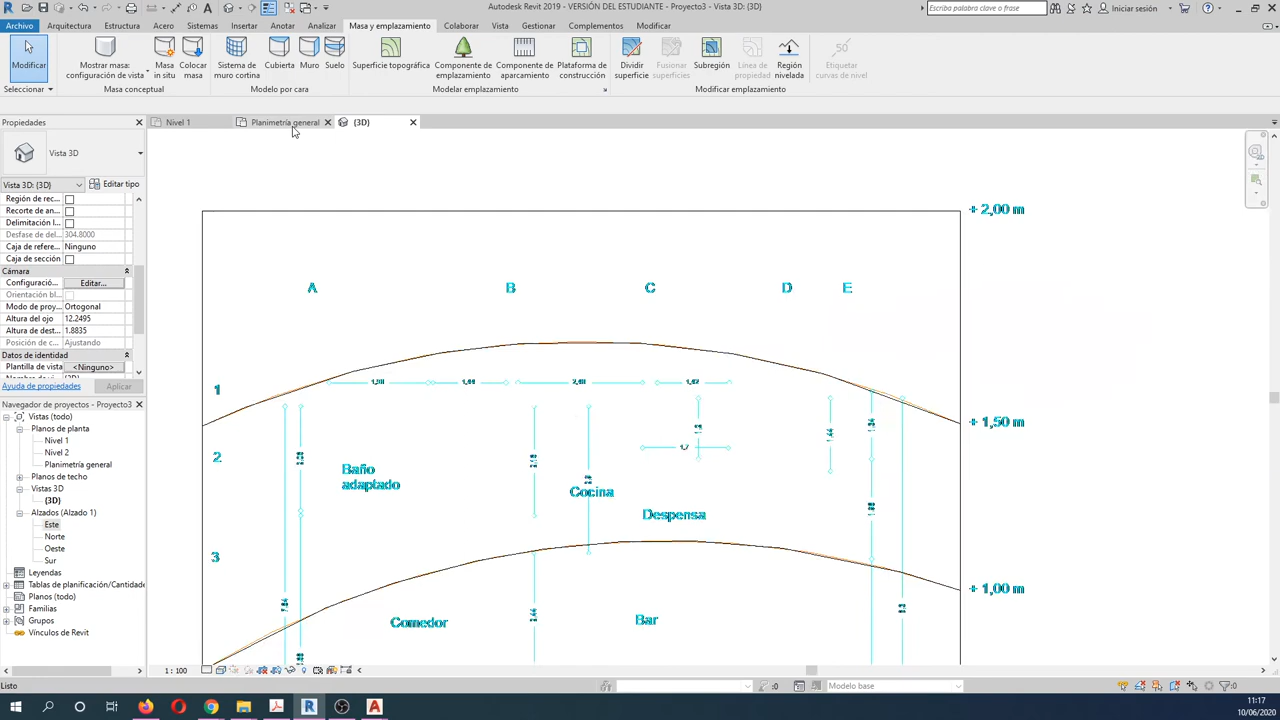 Autodesk Revit 2019 - VERSIÓN DEL ESTUDIANTE - Proyecto3 - Vista 3D: {3D}
Escriba palabra clave o frase
Iniciar sesión
Archivo Arquitectura Estructura Acero Sistemas Insertar Anotar Analizar Masa y emplazamiento Colaborar Vista Gestionar Complementos Modificar
Modificar
Mostrar masa: configuración de vista
Masa in situ
Colocar masa
Sistema de muro cortina
Cubierta
Muro
Suelo
Superficie topográfica
Componente de emplazamiento
Componente de aparcamiento
Plataforma de construcción
Dividir superficie
Fusionar superficies
Subregión
Línea de propiedad
Región nivelada
Etiquetar curvas de nivel
Seleccionar
Masa conceptual
Modelo por cara
Modelar emplazamiento
Modificar emplazamiento
Propiedades
Nivel 1
Planimetría general
{3D}
Vista 3D
Vista 3D: {3D}
Editar tipo
Región de rec...
Recorte de an...
Delimitación l...
Desfase de del... 304.8000
Caja de refere... Ninguno
Caja de sección
Cámara
Configuració... Editar...
Orientación bl...
Modo de proy... Ortogonal
Altura del ojo 12.2495
Altura de dest... 1.8835
Posición de c... Ajustando
Datos de identidad
Plantilla de vista <Ninguno>
Ayuda de propiedades
Aplicar
Navegador de proyectos - Proyecto3
Vistas (todo)
Planos de planta
Nivel 1
Nivel 2
Planimetría general
Planos de techo
Vistas 3D
{3D}
Alzados (Alzado 1)
Este
Norte
Oeste
Sur
Leyendas
Tablas de planificación/Cantidade
Planos (todo)
Familias
Grupos
Vínculos de Revit
+ 2,00 m
A B C D E
1
+ 1,50 m
2
Baño
adaptado
Cocina
Despensa
3
+ 1,00 m
Comedor
Bar
1 : 100
Listo
:0
Modelo base
:0
11:17
10/06/2020